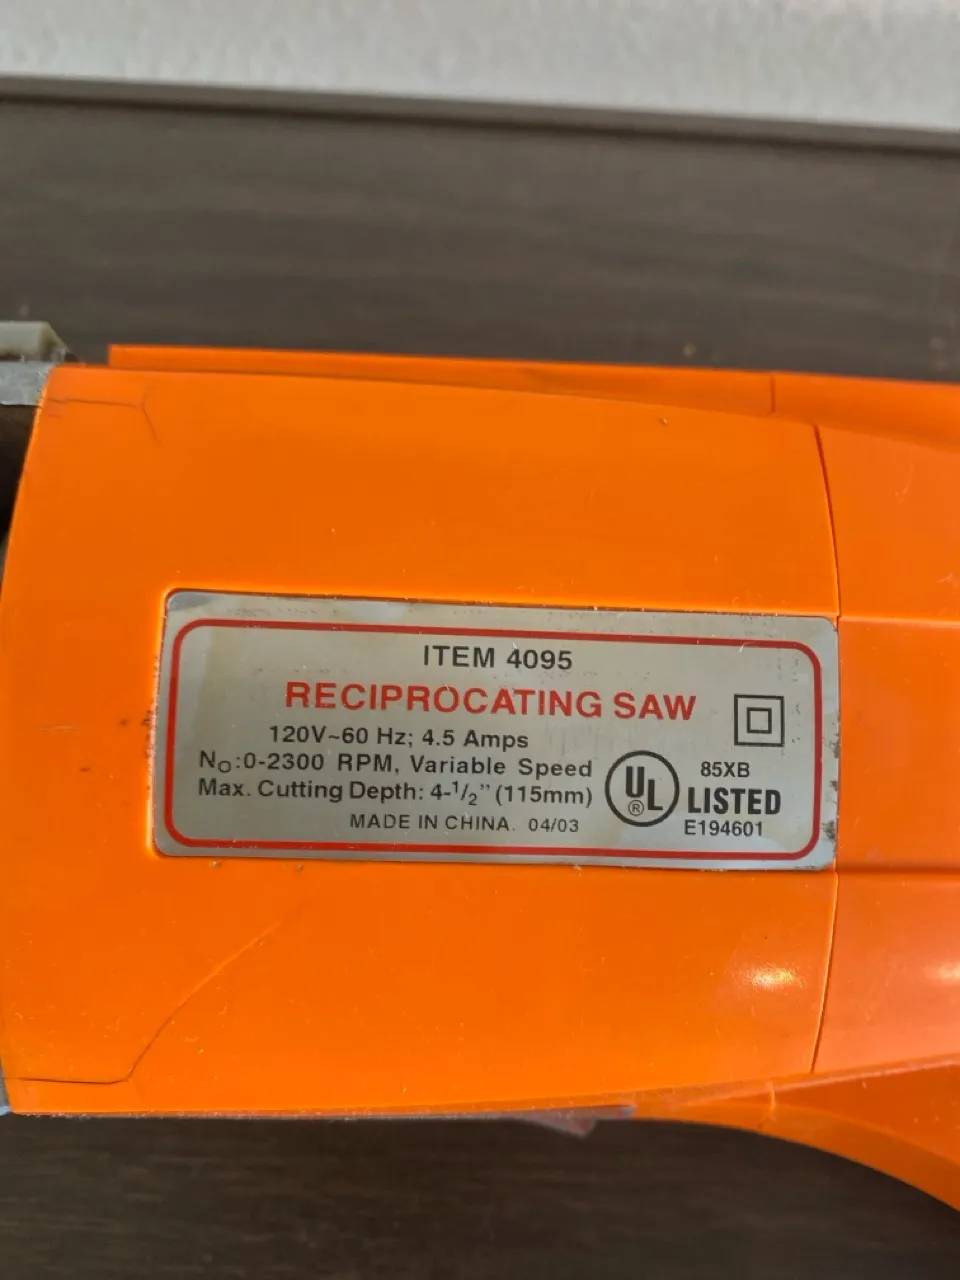 ITEM 4095
RECIPROCATING SAW
120V~60 Hz; 4.5 Amps
No:0-2300 RPM, Variable Speed
Max. Cutting Depth: 4-1/2" (115mm)
MADE IN CHINA. 04/03
UL
®
85XB
LISTED
E194601